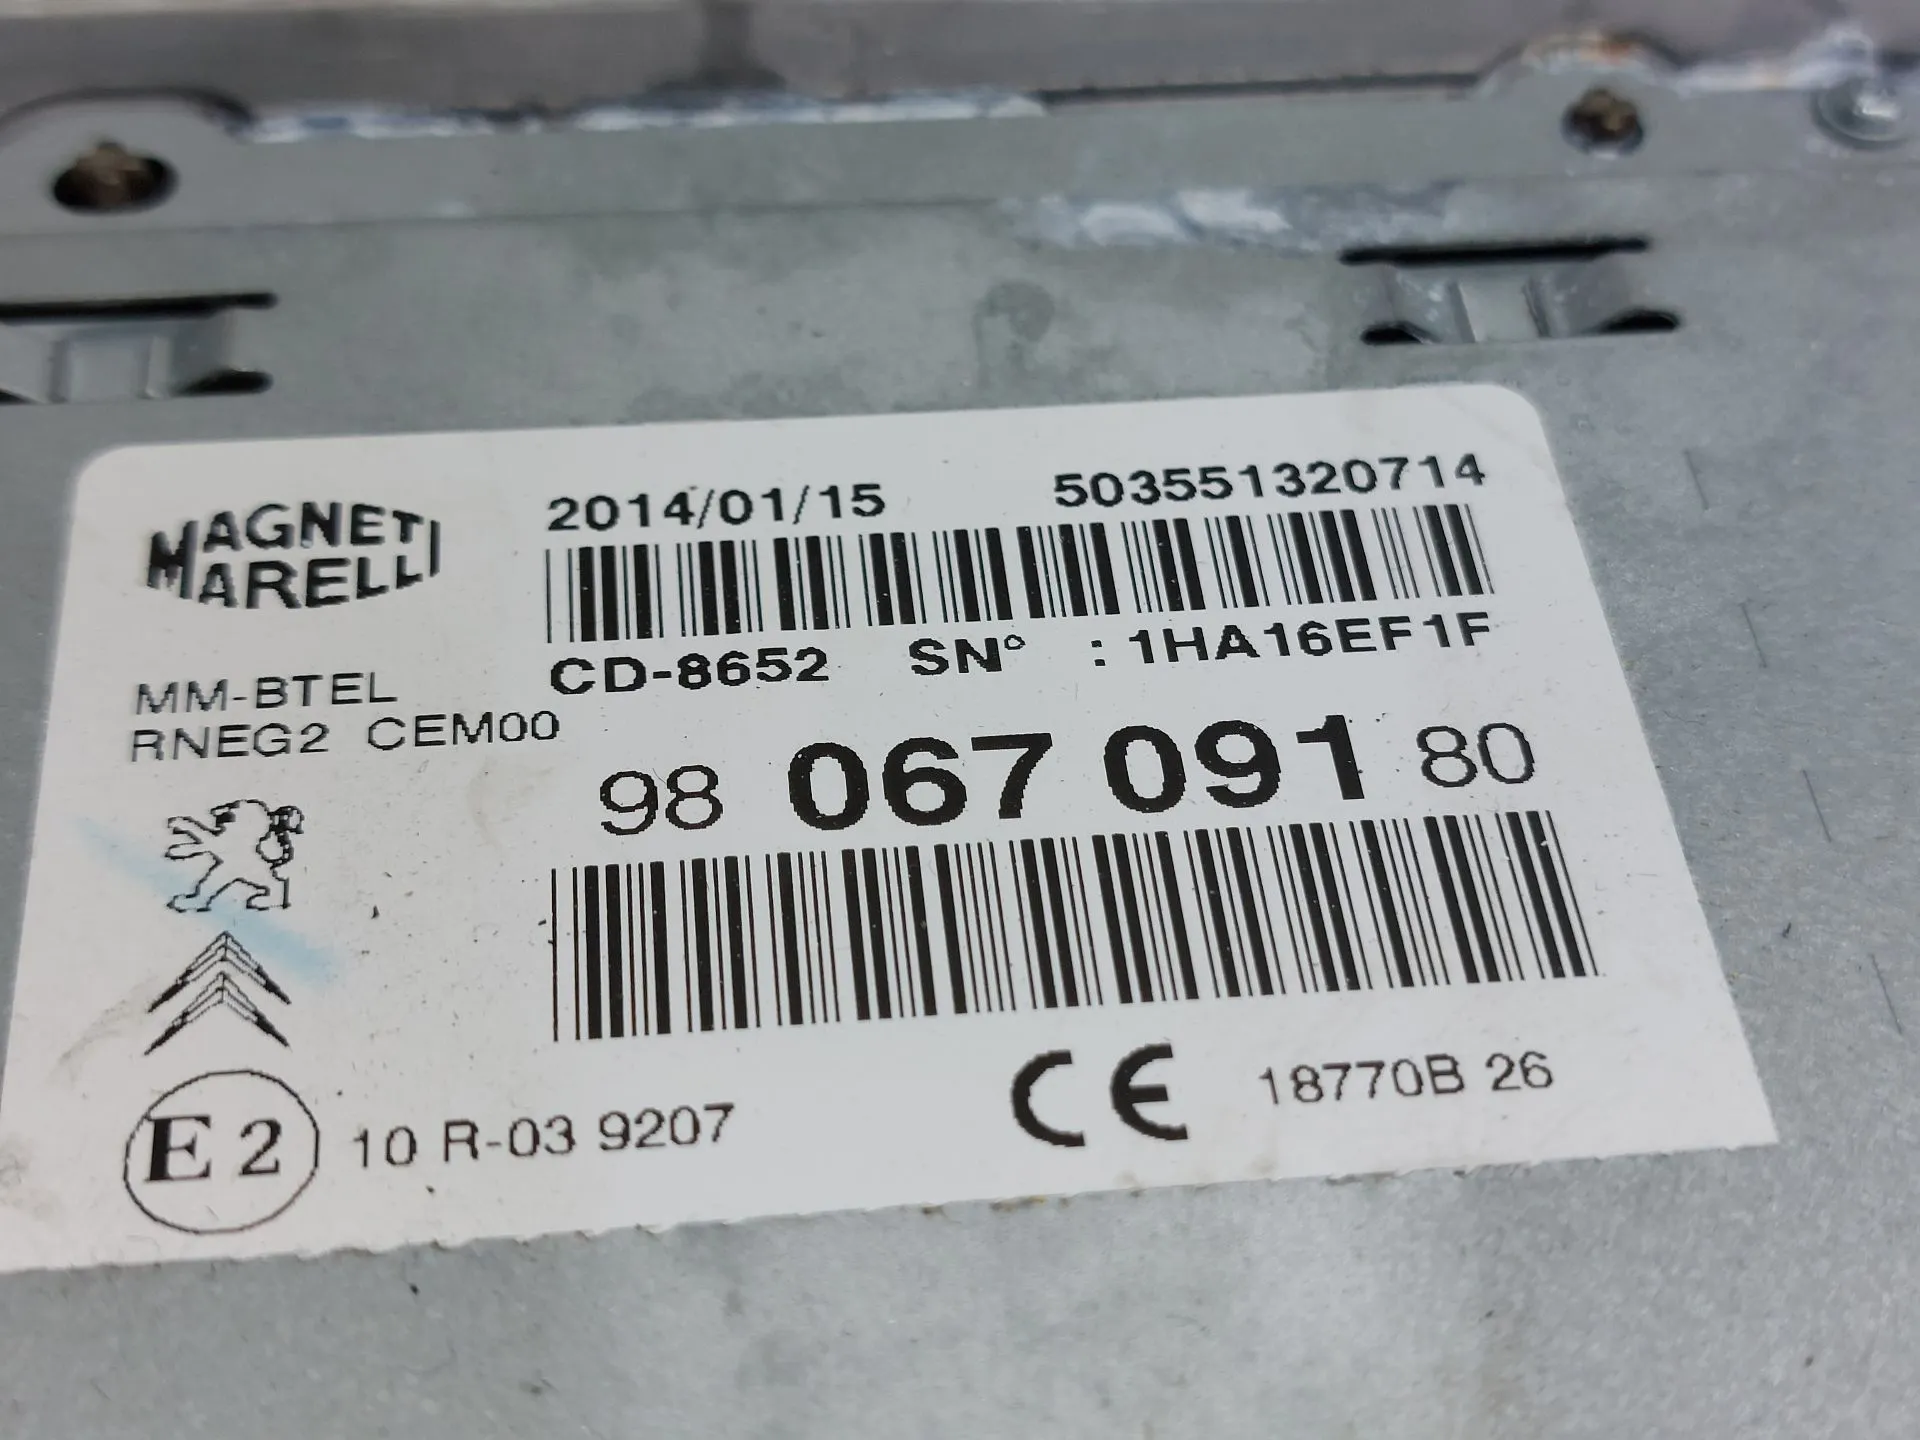 MAGNETI
MARELLI
2014/01/15 503551320714
CD-8652 SN° : 1HA16EF1F
MM-BTEL
RNEG2 CEM00
98 067 091 80
E2 10 R-03 9207
CE 18770B 26